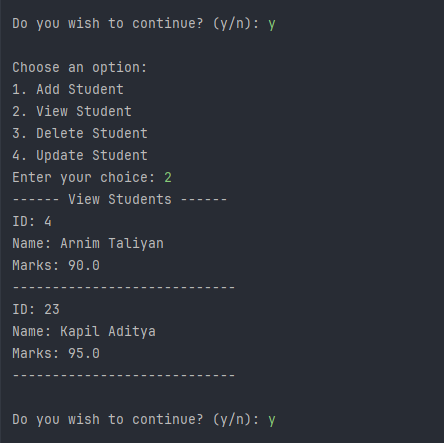 Do you wish to continue? (y/n): y
Choose an option:
1. Add Student
2. View Student
3. Delete Student
4. Update Student
Enter your choice: 2
------ View Students ------
ID: 4
Name: Arnim Taliyan
Marks: 90.0
----------------------------
ID: 23
Name: Kapil Aditya
Marks: 95.0
----------------------------
Do you wish to continue? (y/n): y